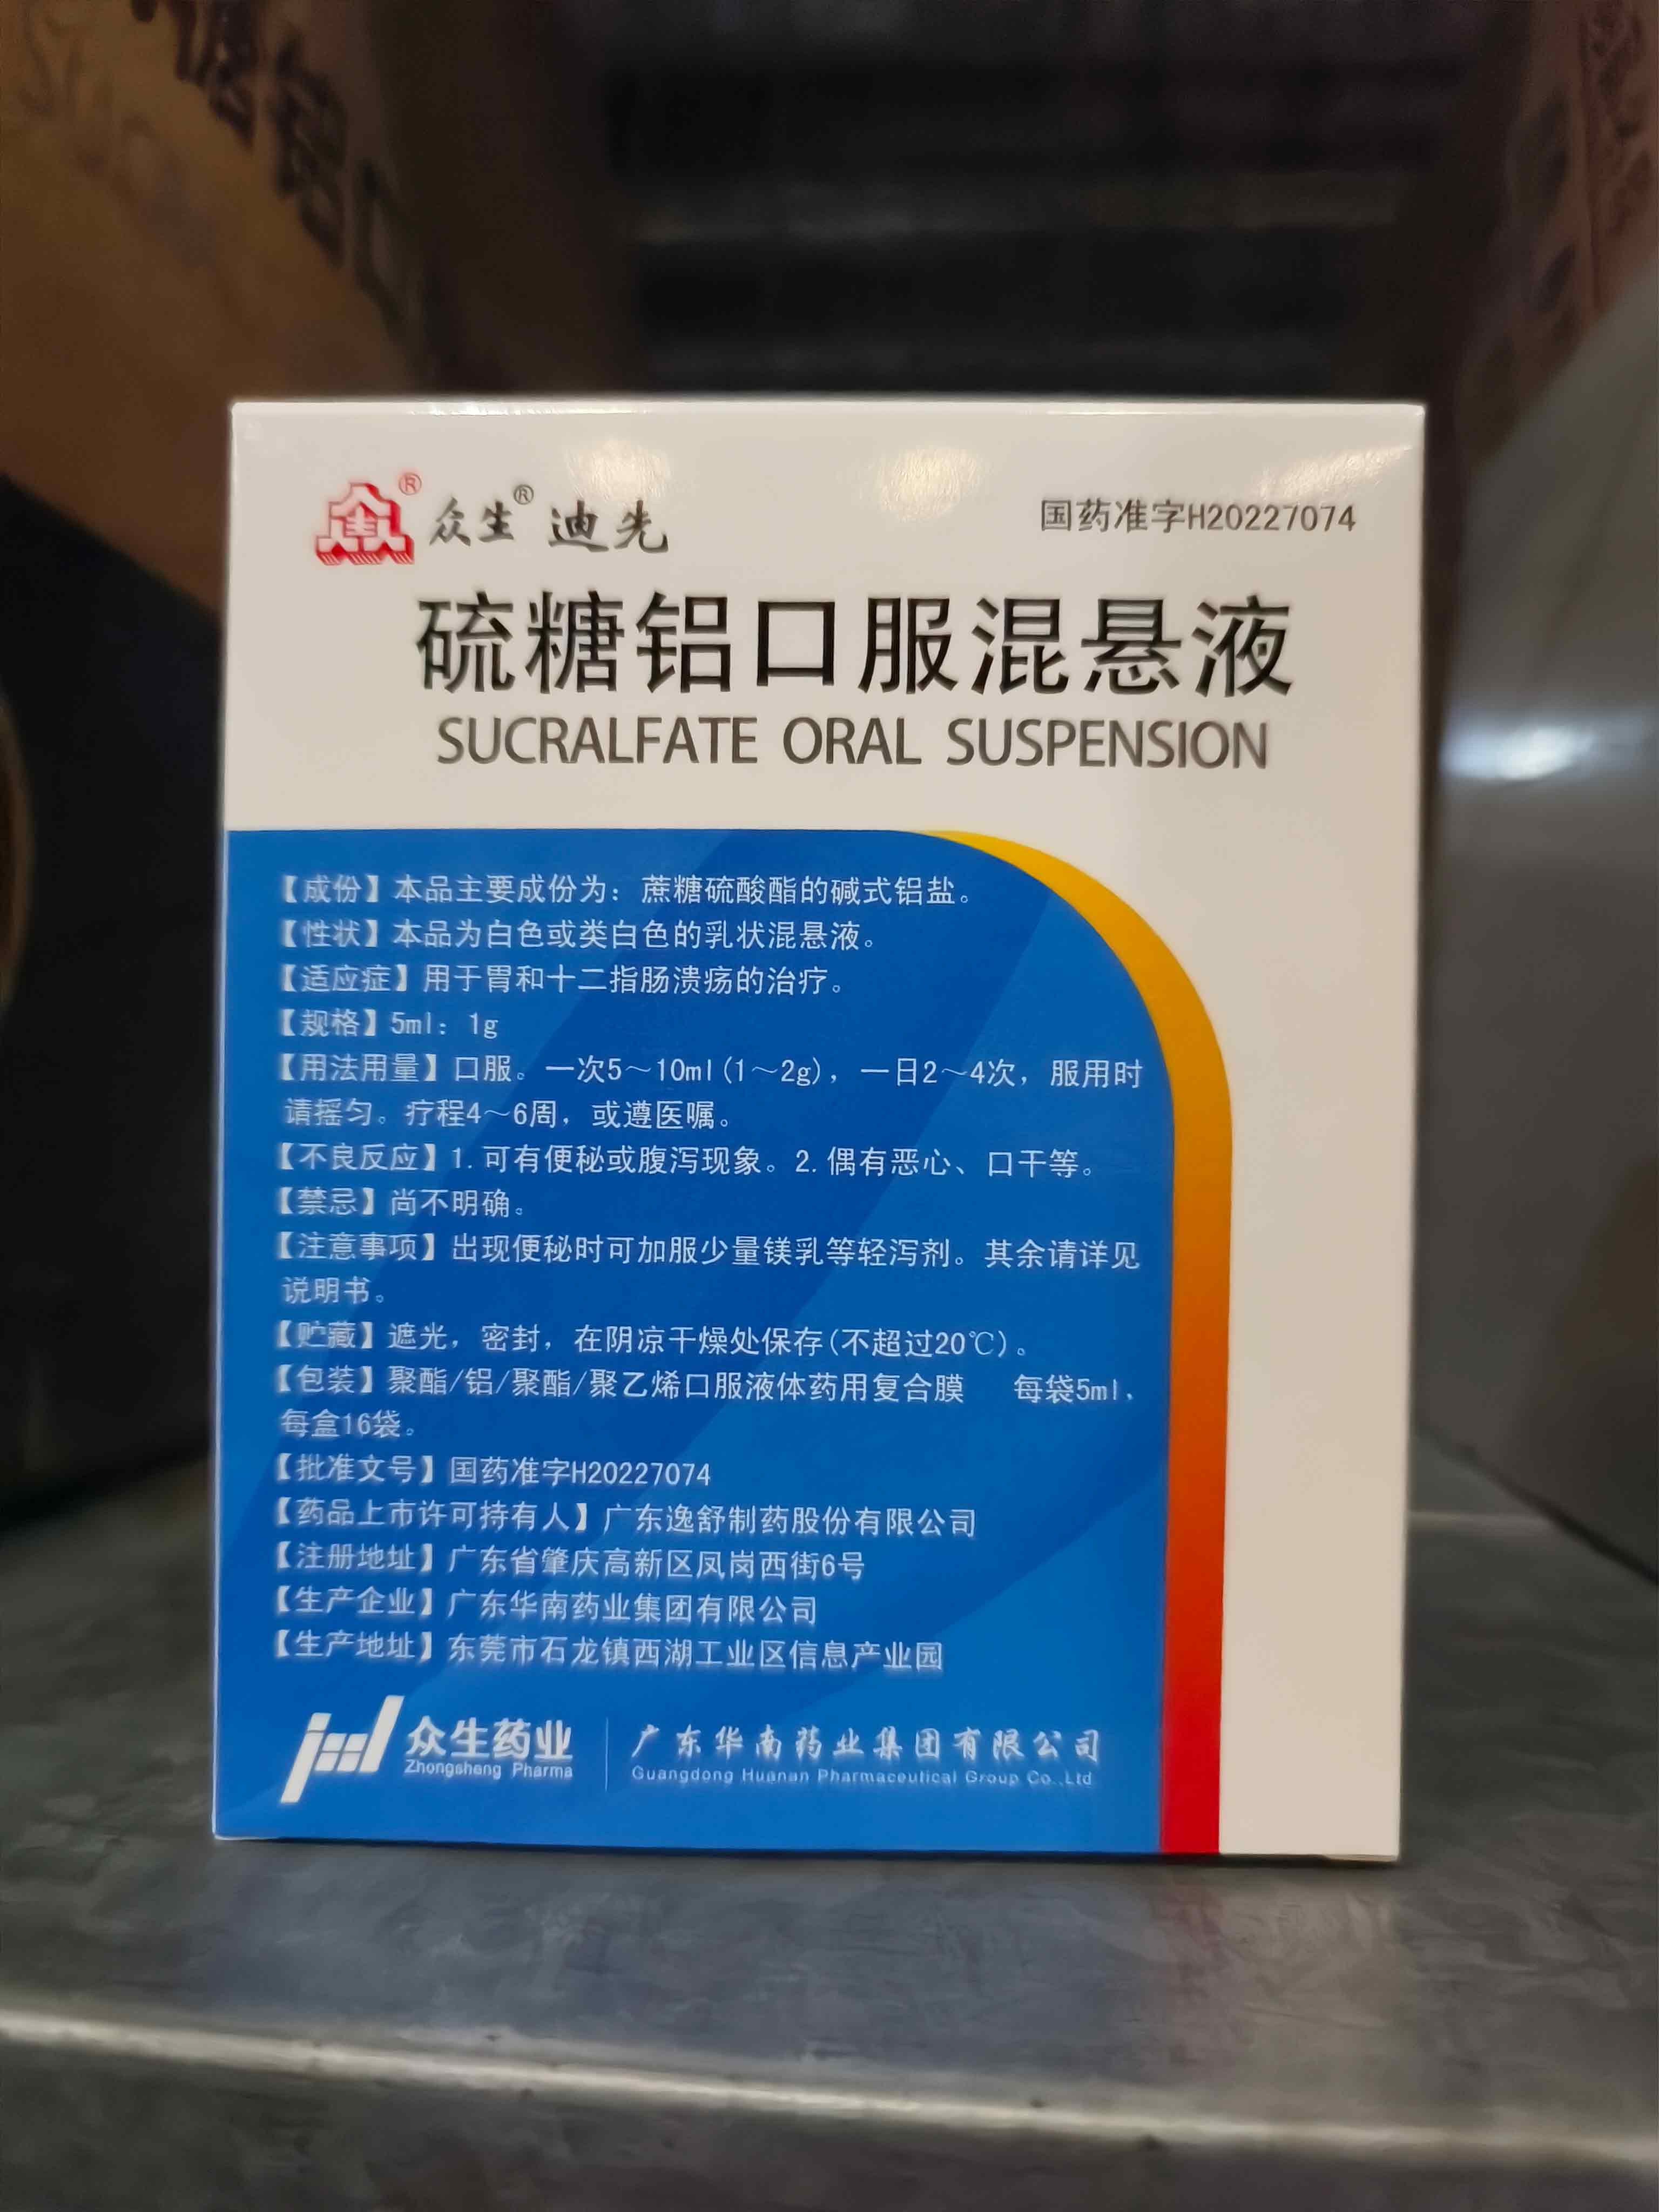 众® 众生® 迪先
国药准字H20227074
硫糖铝口服混悬液
SUCRALFATE ORAL SUSPENSION
【成份】本品主要成份为：蔗糖硫酸酯的碱式铝盐。
【性状】本品为白色或类白色的乳状混悬液。
【适应症】用于胃和十二指肠溃疡的治疗。
【规格】5ml：1g
【用法用量】口服。一次5～10ml(1～2g)，一日2～4次，服用时
请摇匀。疗程4～6周，或遵医嘱。
【不良反应】1.可有便秘或腹泻现象。2.偶有恶心、口干等。
【禁忌】尚不明确。
【注意事项】出现便秘时可加服少量镁乳等轻泻剂。其余请详见
说明书。
【贮藏】遮光，密封，在阴凉干燥处保存(不超过20℃)。
【包装】聚酯/铝/聚酯/聚乙烯口服液体药用复合膜 每袋5ml，
每盒16袋。
【批准文号】国药准字H20227074
【药品上市许可持有人】广东逸舒制药股份有限公司
【注册地址】广东省肇庆高新区凤岗西街6号
【生产企业】广东华南药业集团有限公司
【生产地址】东莞市石龙镇西湖工业区信息产业园
众生药业
Zhongsheng Pharma
广东华南药业集团有限公司
Guangdong Huanan Pharmaceutical Group Co.,Ltd